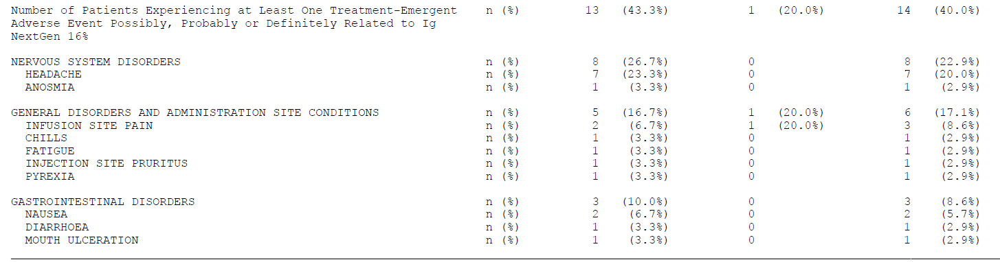 Number of Patients Experiencing at Least One Treatment-Emergent n (%) 13 (43.3%) 1 (20.0%) 14 (40.0%)
Adverse Event Possibly, Probably or Definitely Related to Ig
NextGen 16%
NERVOUS SYSTEM DISORDERS n (%) 8 (26.7%) 0 8 (22.9%)
HEADACHE n (%) 7 (23.3%) 0 7 (20.0%)
ANOSMIA n (%) 1 (3.3%) 0 1 (2.9%)
GENERAL DISORDERS AND ADMINISTRATION SITE CONDITIONS n (%) 5 (16.7%) 1 (20.0%) 6 (17.1%)
INFUSION SITE PAIN n (%) 2 (6.7%) 1 (20.0%) 3 (8.6%)
CHILLS n (%) 1 (3.3%) 0 1 (2.9%)
FATIGUE n (%) 1 (3.3%) 0 1 (2.9%)
INJECTION SITE PRURITUS n (%) 1 (3.3%) 0 1 (2.9%)
PYREXIA n (%) 1 (3.3%) 0 1 (2.9%)
GASTROINTESTINAL DISORDERS n (%) 3 (10.0%) 0 3 (8.6%)
NAUSEA n (%) 2 (6.7%) 0 2 (5.7%)
DIARRHOEA n (%) 1 (3.3%) 0 1 (2.9%)
MOUTH ULCERATION n (%) 1 (3.3%) 0 1 (2.9%)